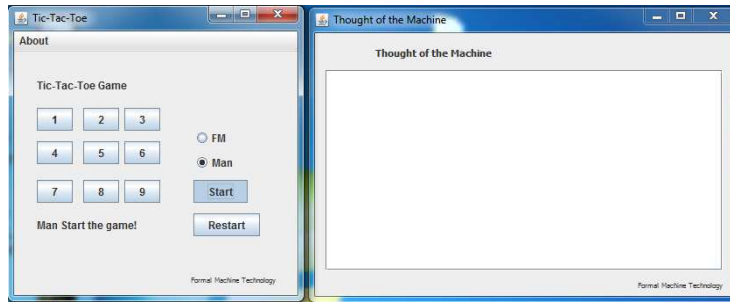 Tic-Tac-Toe
About
Tic-Tac-Toe Game
1 2 3
FM
4 5 6
Man
7 8 9 Start
Man Start the game! Restart
Formal Machine Technology
Thought of the Machine
Thought of the Machine
Formal Machine Technology